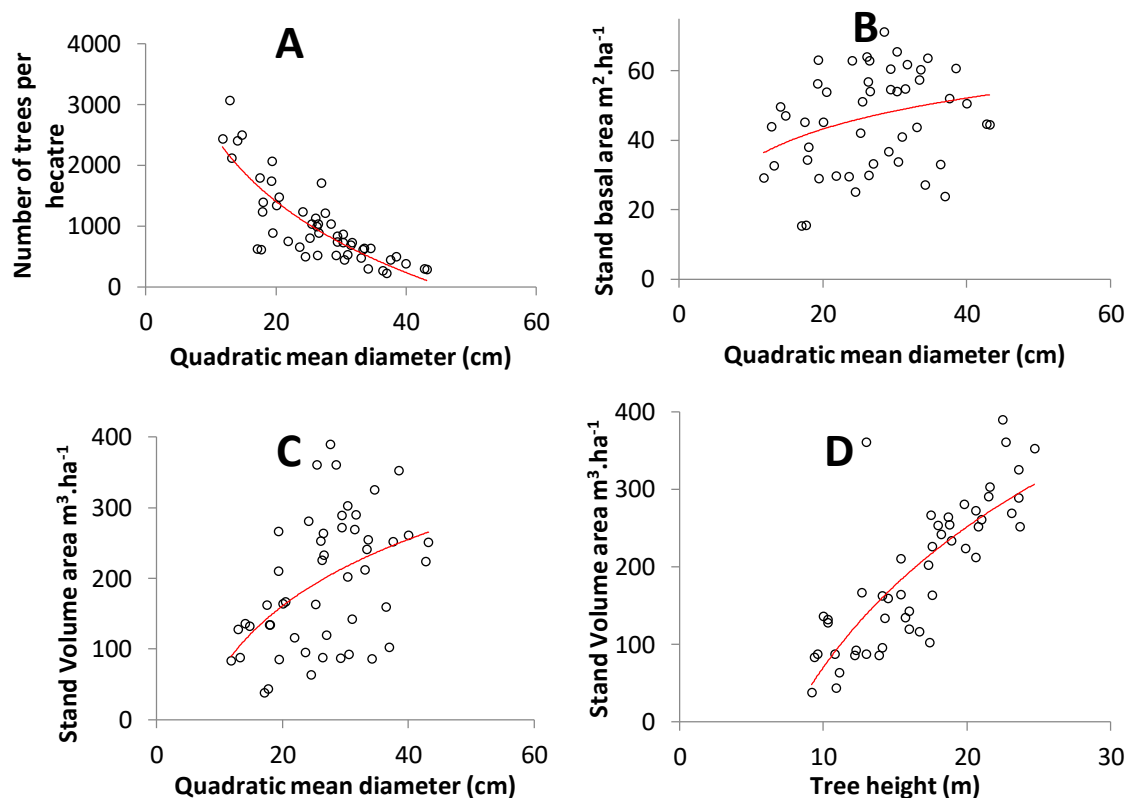 A
Number of trees per
hecatre
4000
3000
2000
1000
0
0 20 40 60
Quadratic mean diameter (cm)
B
Stand basal area m².ha⁻¹
60
40
20
0
0 20 40 60
Quadratic mean diameter (cm)
C
Stand Volume area m³.ha⁻¹
400
300
200
100
0
0 20 40 60
Quadratic mean diameter (cm)
D
Stand Volume area m³.ha⁻¹
400
300
200
100
0
0 10 20 30
Tree height (m)